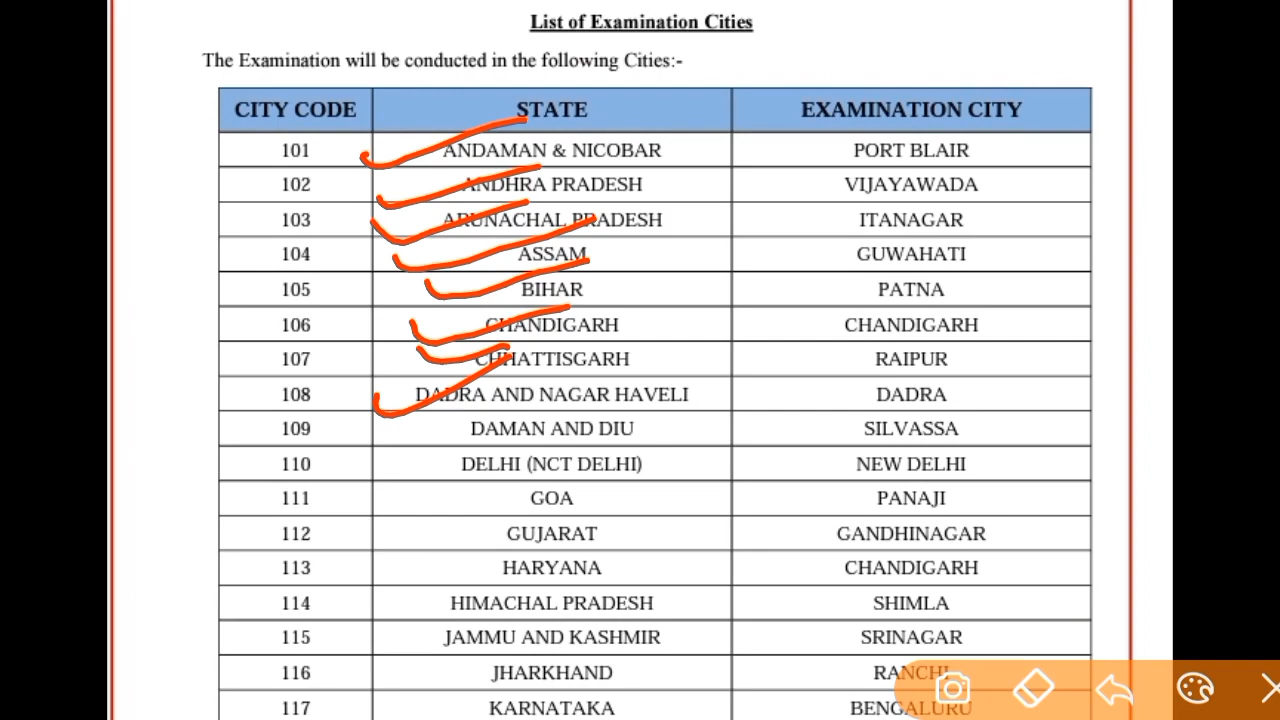 List of Examination Cities
The Examination will be conducted in the following Cities:-
CITY CODE STATE EXAMINATION CITY
101 ANDAMAN & NICOBAR PORT BLAIR
102 ANDHRA PRADESH VIJAYAWADA
103 ARUNACHAL PRADESH ITANAGAR
104 ASSAM GUWAHATI
105 BIHAR PATNA
106 CHANDIGARH CHANDIGARH
107 CHHATTISGARH RAIPUR
108 DADRA AND NAGAR HAVELI DADRA
109 DAMAN AND DIU SILVASSA
110 DELHI (NCT DELHI) NEW DELHI
111 GOA PANAJI
112 GUJARAT GANDHINAGAR
113 HARYANA CHANDIGARH
114 HIMACHAL PRADESH SHIMLA
115 JAMMU AND KASHMIR SRINAGAR
116 JHARKHAND RANCHI
117 KARNATAKA BENGALURU